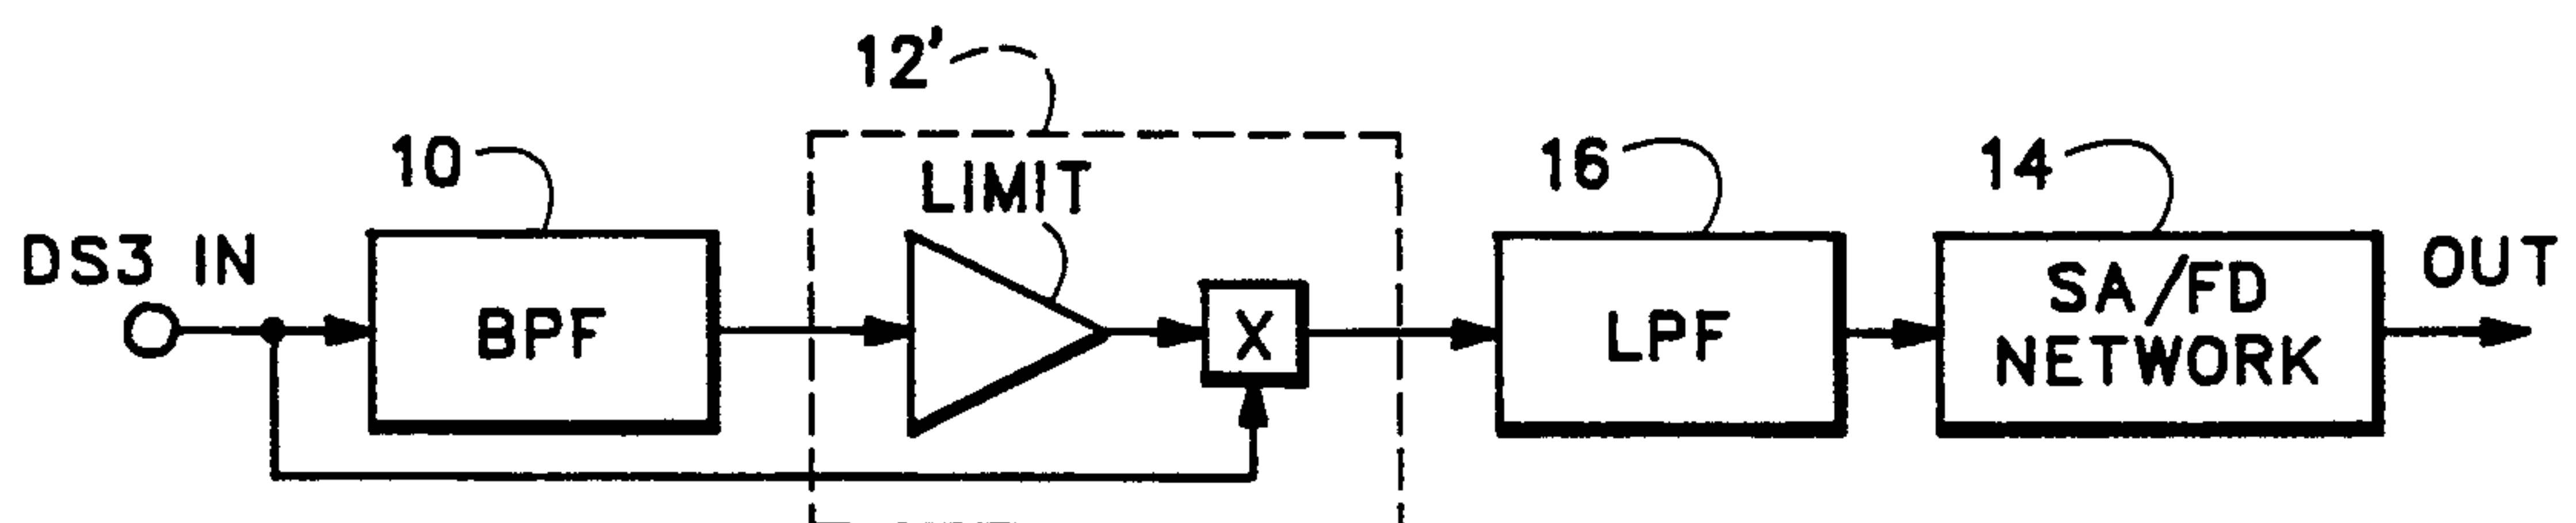 12'
10
LIMIT
16
14
DS3 IN
BPF
X
LPF
SA/FD
NETWORK
OUT